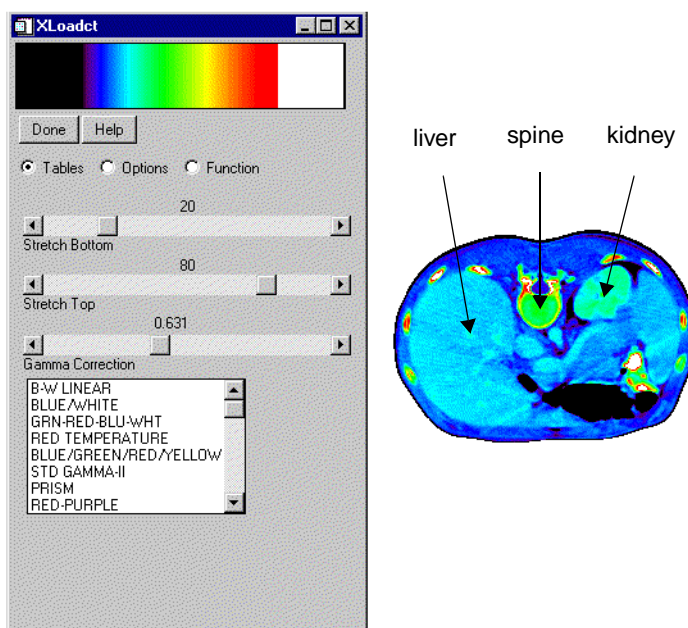 XLoadct
Done Help
Tables Options Function
20
Stretch Bottom
80
Stretch Top
0.631
Gamma Correction
B-W LINEAR
BLUE/WHITE
GRN-RED-BLU-WHT
RED TEMPERATURE
BLUE/GREEN/RED/YELLOW
STD GAMMA-II
PRISM
RED-PURPLE
liver spine kidney